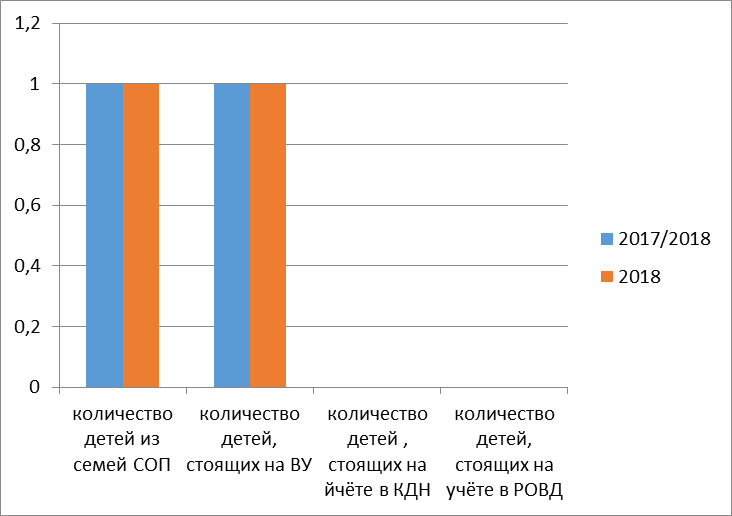 1,2
1
0,8
0,6
0,4
0,2
0
количество
детей из
семей СОП
количество
детей,
стоящих на ВУ
количество
детей ,
стоящих на
йчёте в КДН
количество
детей,
стоящих на
учёте в РОВД
2017/2018
2018